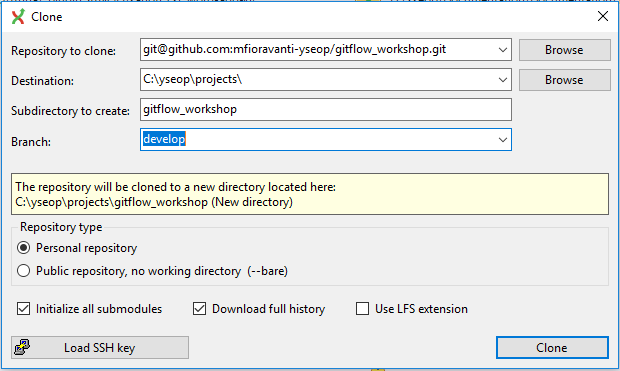 Clone
Repository to clone: git@github.com:mfioravanti-yseop/gitflow_workshop.git Browse
Destination: C:\yseop\projects\ Browse
Subdirectory to create: gitflow_workshop
Branch: develop
The repository will be cloned to a new directory located here:
C:\yseop\projects\gitflow_workshop (New directory)
Repository type
Personal repository
Public repository, no working directory (--bare)
Initialize all submodules Download full history Use LFS extension
Load SSH key Clone